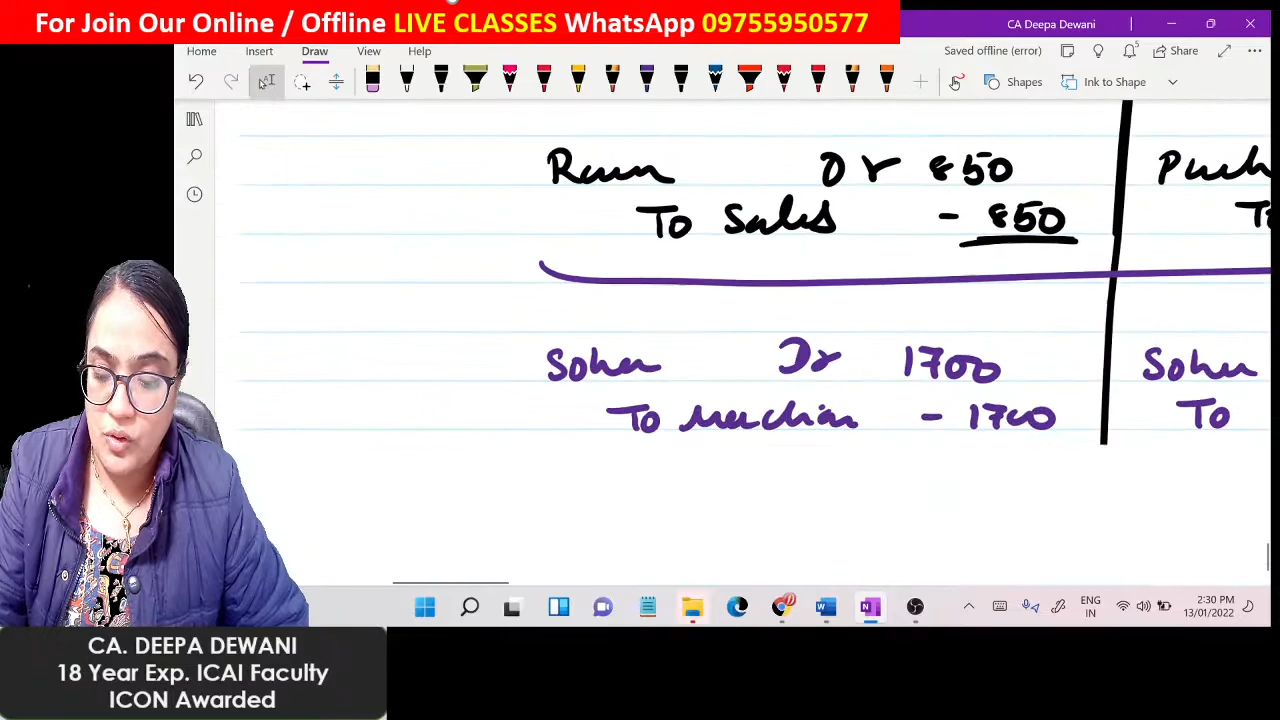 For Join Our Online / Offline LIVE CLASSES WhatsApp 09755950577
CA Deepa Dewani
Home Insert Draw View Help
Saved offline (error)
Share
Shapes
Ink to Shape
Ram Dr 850
To Sales - 850
To
Sohan Dr 1700
To - 1700
Sohan
To
ENG
IN
2:30 PM
13/01/2022
CA. DEEPA DEWANI
18 Year Exp. ICAI Faculty
ICON Awarded